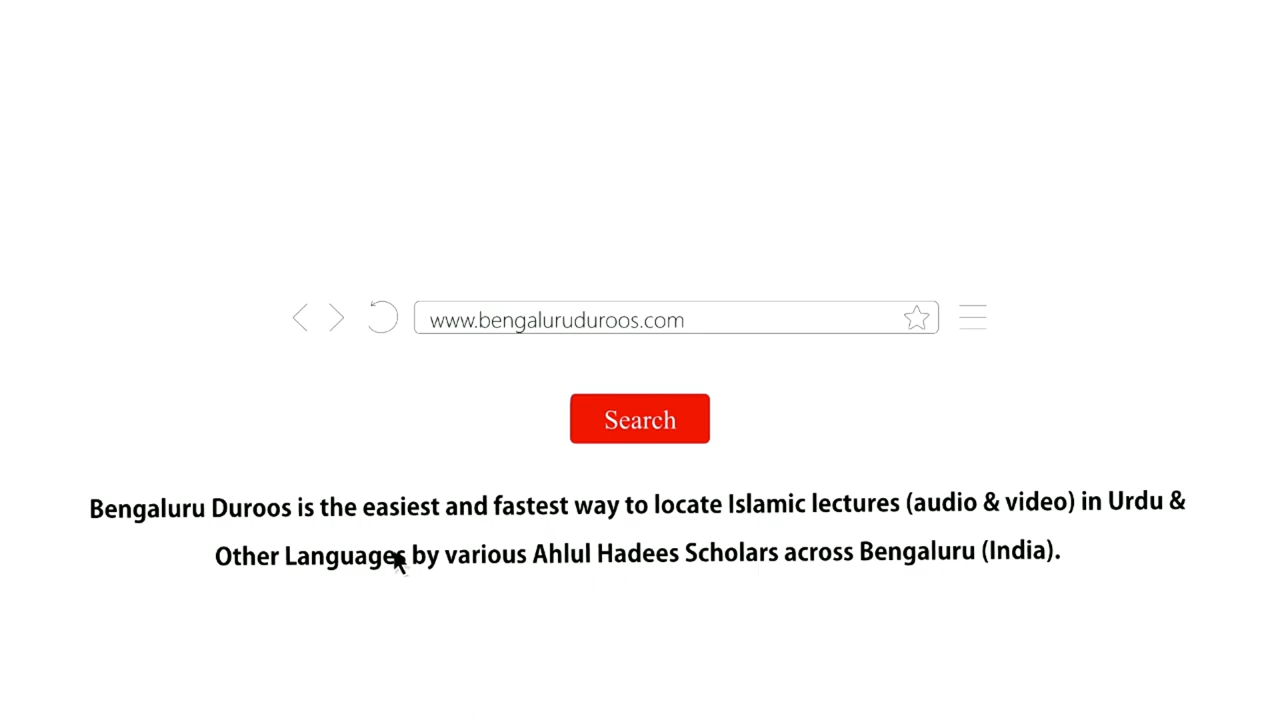 www.bengaluruduroos.com
Search
Bengaluru Duroos is the easiest and fastest way to locate Islamic lectures (audio & video) in Urdu &
Other Languages by various Ahlul Hadees Scholars across Bengaluru (India).